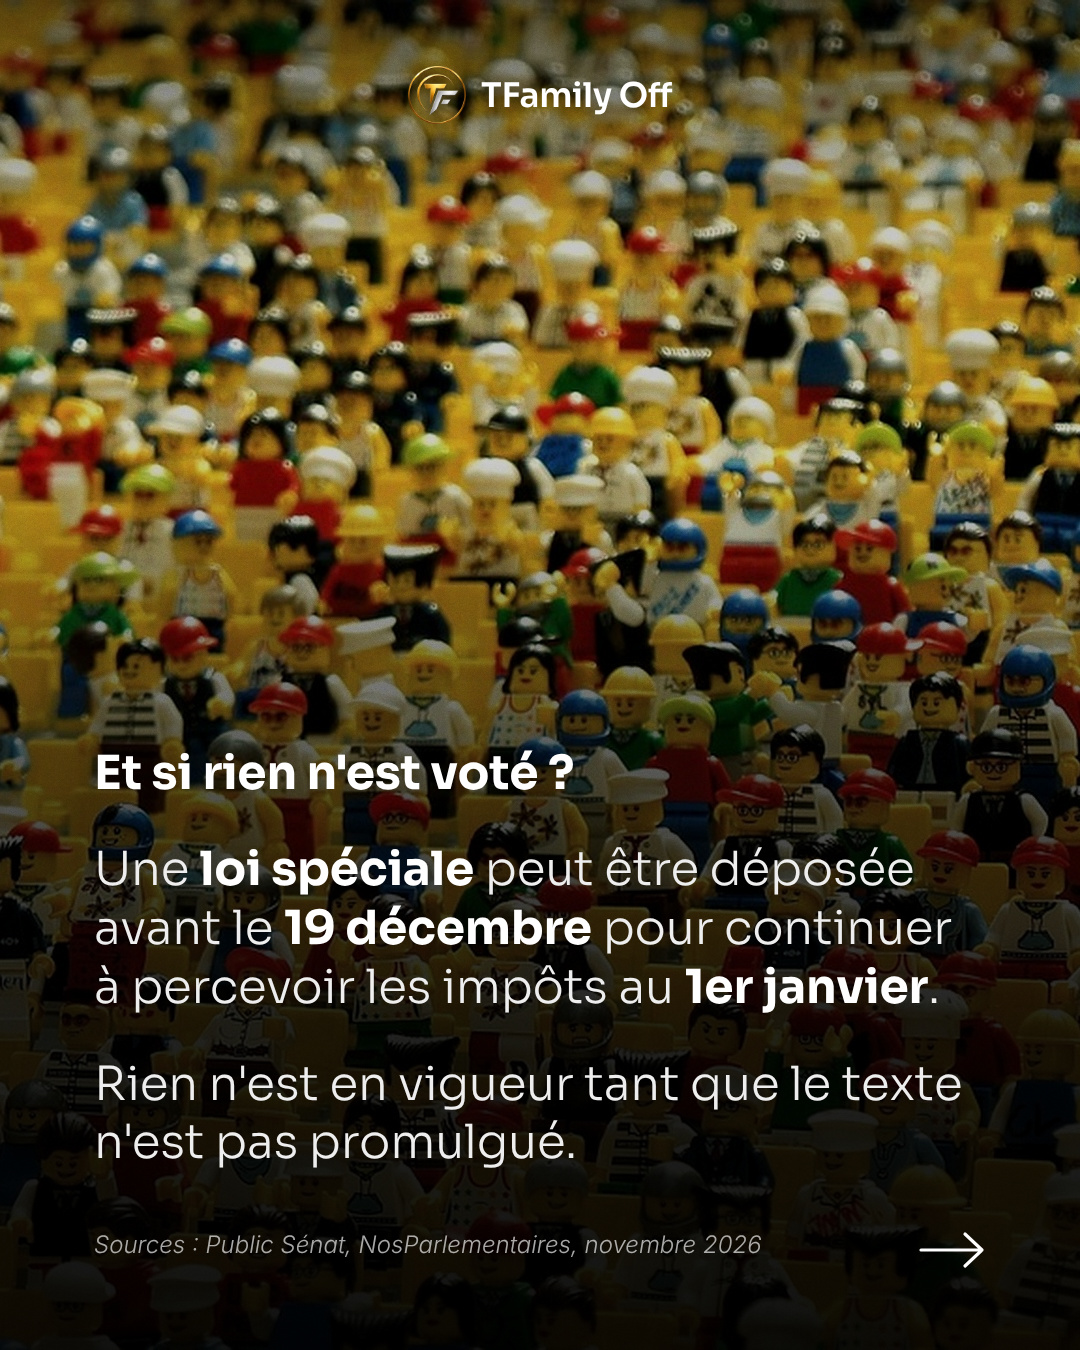 TF TFamily Off
Et si rien n'est voté ?
Une loi spéciale peut être déposée
avant le 19 décembre pour continuer
à percevoir les impôts au 1er janvier.
Rien n'est en vigueur tant que le texte
n'est pas promulgué.
Sources : Public Sénat, NosParlementaires, novembre 2026